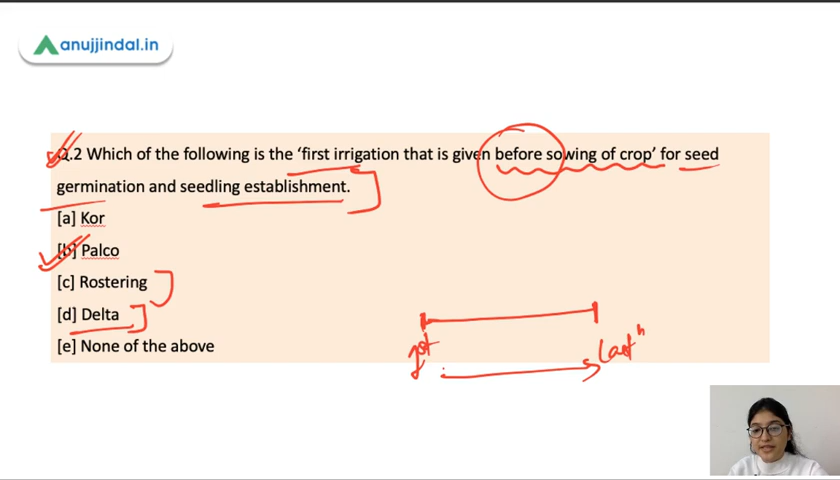 anujjindal.in
Q.2 Which of the following is the ‘first irrigation that is given before sowing of crop’ for seed
germination and seedling establishment.
[a] Kor
[b] Palco
[c] Rostering
[d] Delta
[e] None of the above
1st
last n